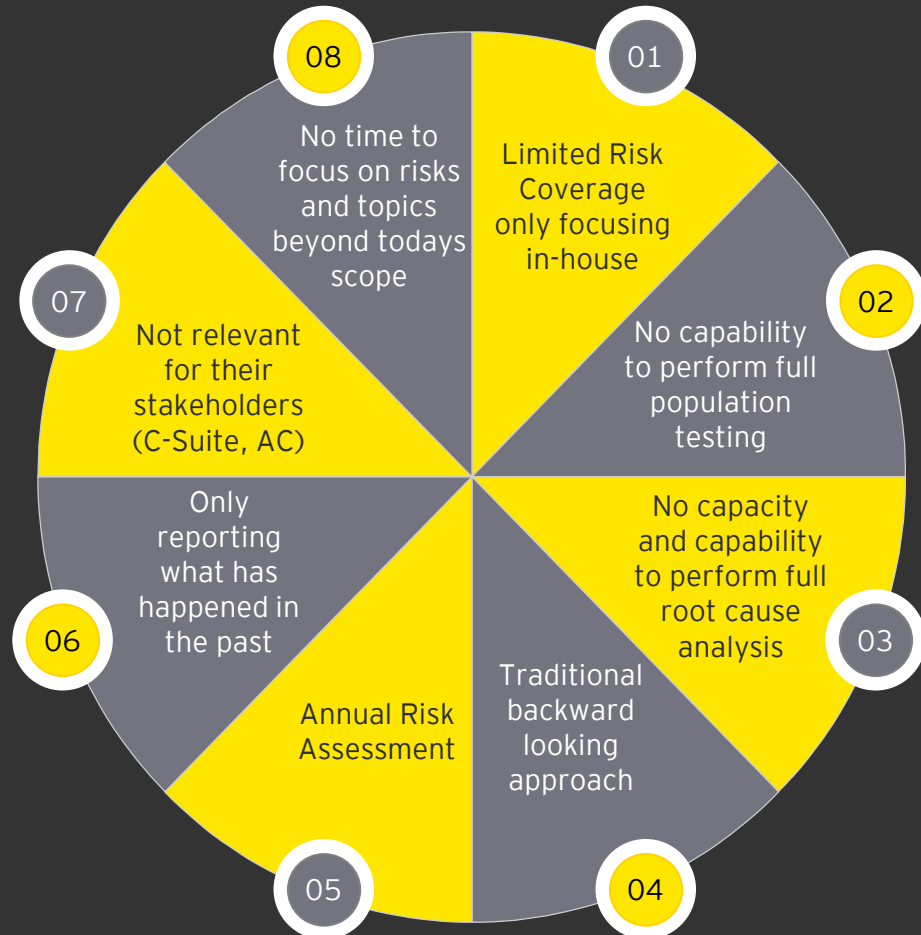 01
Limited Risk
Coverage
only focusing
in-house
02
No capability
to perform full
population
testing
03
No capacity
and capability
to perform full
root cause
analysis
04
Traditional
backward
looking
approach
05
Annual Risk
Assessment
06
Only
reporting
what has
happened in
the past
07
Not relevant
for their
stakeholders
(C-Suite, AC)
08
No time to
focus on risks
and topics
beyond todays
scope